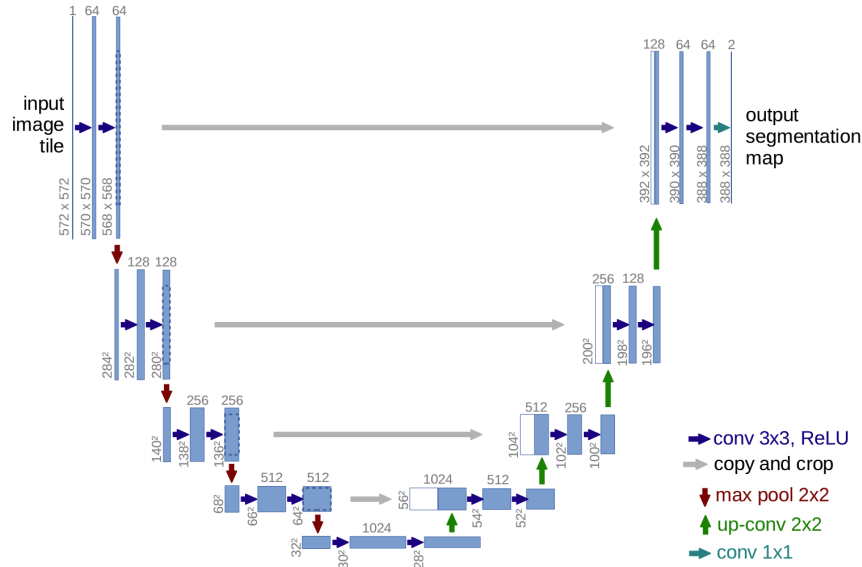 1 64 64
128 64 64 2
input
image
tile
output
segmentation
map
572 x 572
570 x 570
568 x 568
392 x 392
390 x 390
388 x 388
388 x 388
128 128
256 128
284²
282²
280²
200²
198²
196²
256 256
512 256
140²
138²
136²
104²
102²
100²
512 512
1024 512
68²
66²
64²
56²
54²
52²
1024
32²
30²
28²
conv 3x3, ReLU
copy and crop
max pool 2x2
up-conv 2x2
conv 1x1